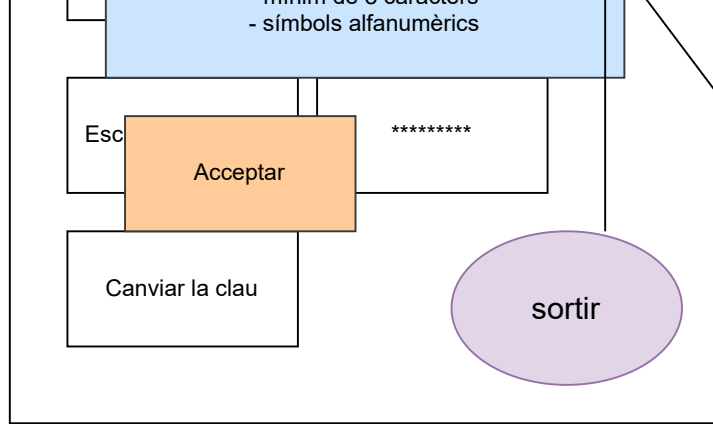 - símbols alfanumèrics
Esc
*********
Acceptar
Canviar la clau
sortir